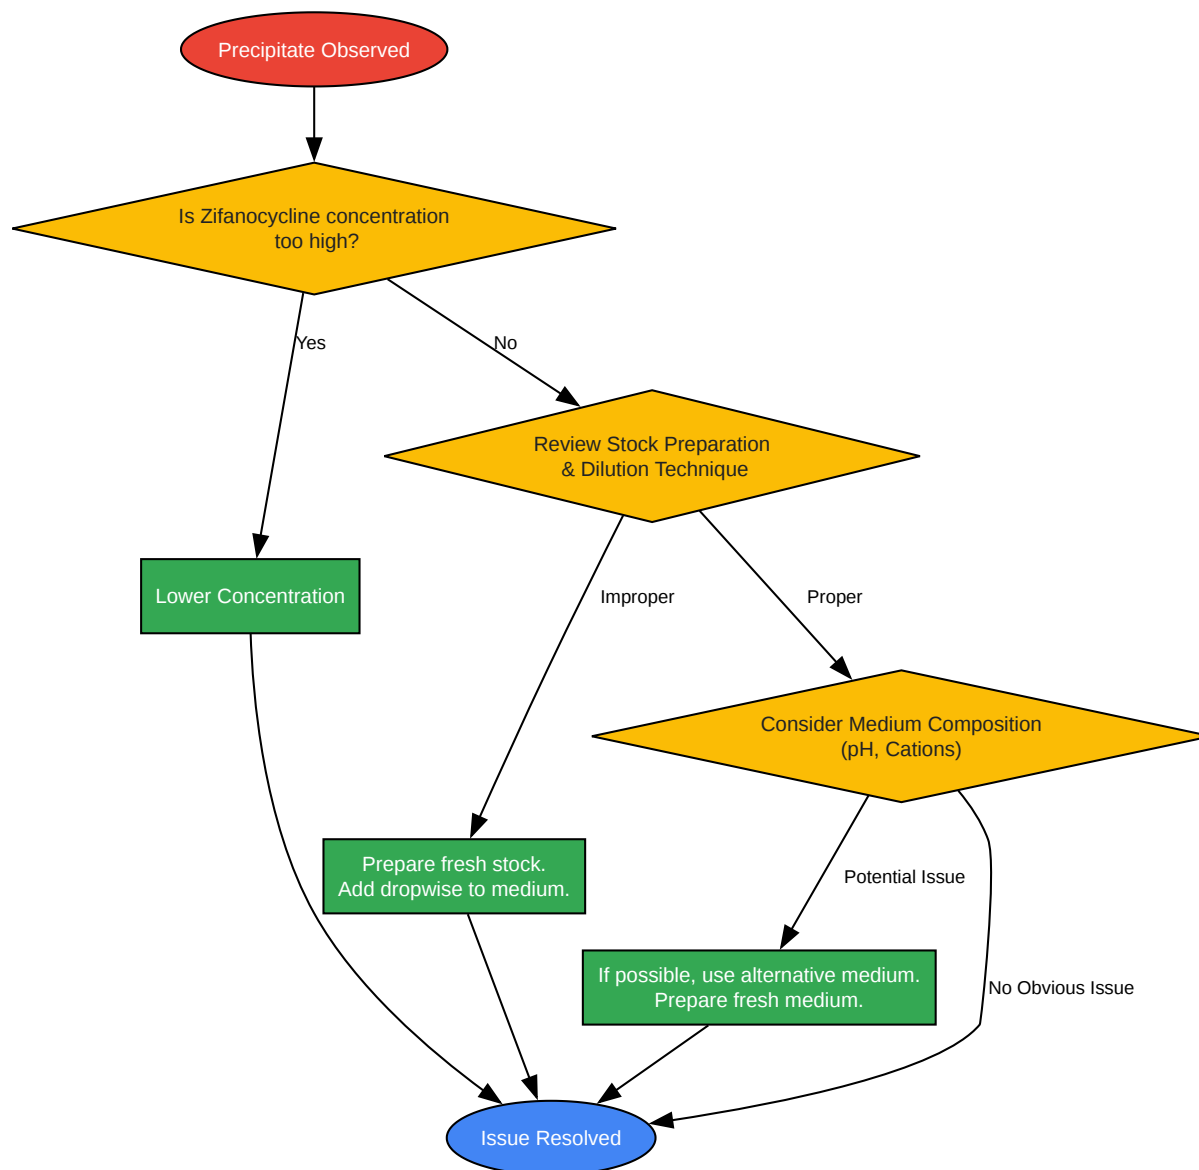 Precipitate Observed
Is Zifanocycline concentration
too high?
Yes
No
Review Stock Preparation
& Dilution Technique
Lower Concentration
Improper
Proper
Consider Medium Composition
(pH, Cations)
Prepare fresh stock.
Add dropwise to medium.
Potential Issue
If possible, use alternative medium.
Prepare fresh medium.
No Obvious Issue
Issue Resolved